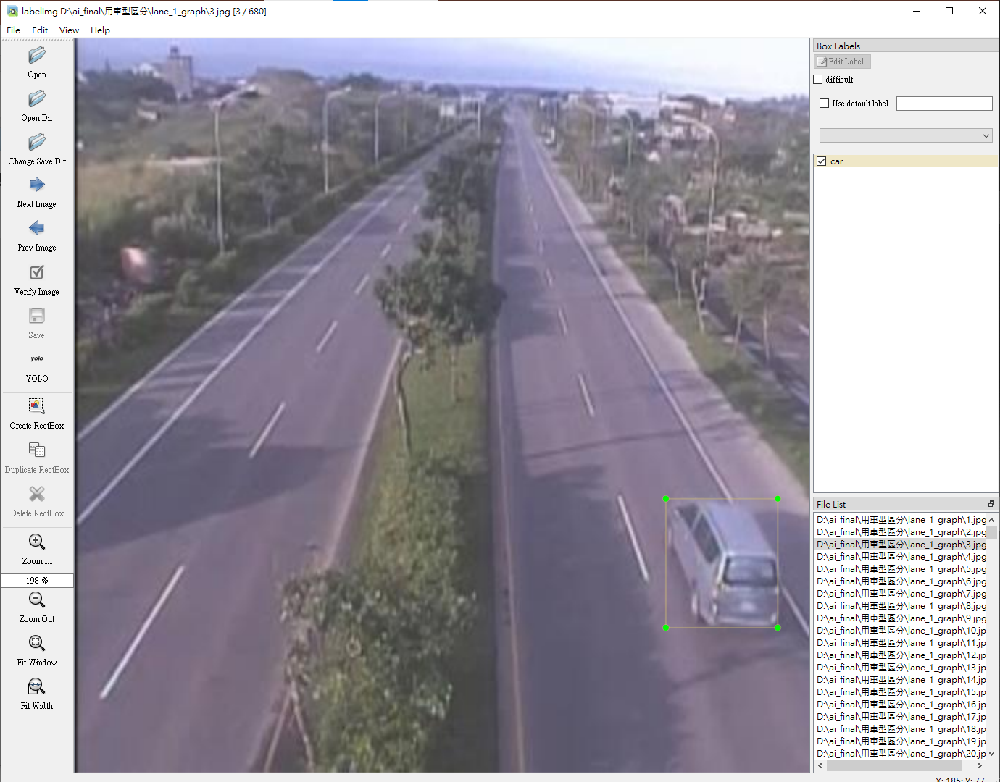 labelImg D:\ai_final\用車型區分\lane_1_graph\3.jpg [3 / 680]
File Edit View Help
Open
Open Dir
Change Save Dir
Next Image
Prev Image
Verify Image
Save
yolo
YOLO
Create RectBox
Duplicate RectBox
Delete RectBox
Zoom In
198 %
Zoom Out
Fit Window
Fit Width
Box Labels
Edit Label
difficult
Use default label
car
File List
D:\ai_final\用車型區分\lane_1_graph\1.jpg
D:\ai_final\用車型區分\lane_1_graph\2.jpg
D:\ai_final\用車型區分\lane_1_graph\3.jpg
D:\ai_final\用車型區分\lane_1_graph\4.jpg
D:\ai_final\用車型區分\lane_1_graph\5.jpg
D:\ai_final\用車型區分\lane_1_graph\6.jpg
D:\ai_final\用車型區分\lane_1_graph\7.jpg
D:\ai_final\用車型區分\lane_1_graph\8.jpg
D:\ai_final\用車型區分\lane_1_graph\9.jpg
D:\ai_final\用車型區分\lane_1_graph\10.jp
D:\ai_final\用車型區分\lane_1_graph\11.jp
D:\ai_final\用車型區分\lane_1_graph\12.jp
D:\ai_final\用車型區分\lane_1_graph\13.jp
D:\ai_final\用車型區分\lane_1_graph\14.jp
D:\ai_final\用車型區分\lane_1_graph\15.jp
D:\ai_final\用車型區分\lane_1_graph\16.jp
D:\ai_final\用車型區分\lane_1_graph\17.jp
D:\ai_final\用車型區分\lane_1_graph\18.jp
D:\ai_final\用車型區分\lane_1_graph\19.jp
D:\ai_final\用車型區分\lane_1_graph\20.jp
X: 185; Y: 77